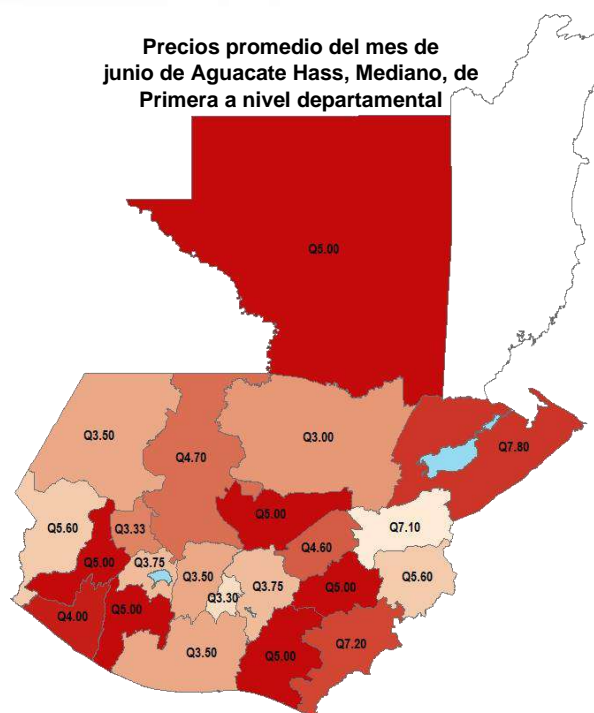 Precios promedio del mes de
junio de Aguacate Hass, Mediano, de
Primera a nivel departamental
Q5.00
Q3.50
Q4.70
Q3.00
Q7.80
Q5.60
Q3.33
Q5.00
Q7.10
Q4.60
Q5.00
Q3.75
Q3.50
Q3.75
Q5.00
Q5.60
Q3.30
Q4.00
Q5.00
Q7.20
Q3.50
Q5.00